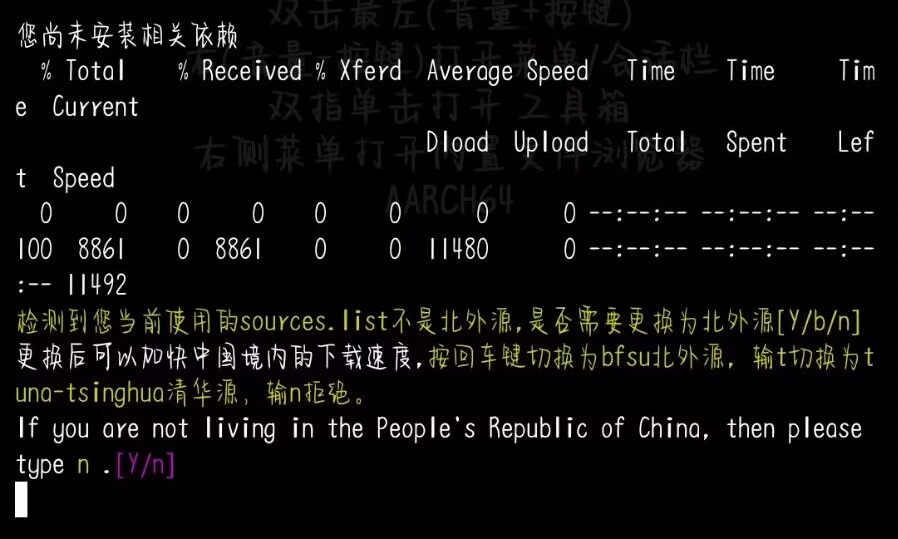 双击最左(音量+按键)
您尚未安装相关依赖
音量-按键)打开菜单/会话栏
% Total % Received % Xferd Average Speed Time Time Tim
e Current
双指单击打开 工具箱
Dload Upload Total Spent Lef
右侧菜单打开内置文件浏览器
t Speed
AARCH64
0 0 0 0 0 0 0 0 --:--:-- --:--:-- --:--
100 8861 0 8861 0 0 11480 0 --:--:-- --:--:-- --:--
:-- 11492
检测到您当前使用的sources.list不是北外源,是否需要更换为北外源[Y/b/n]
更换后可以加快中国境内的下载速度,按回车键切换为bfsu北外源，输t切换为t
una-tsinghua清华源，输n拒绝。
If you are not living in the People's Republic of China, then please
type n .[Y/n]